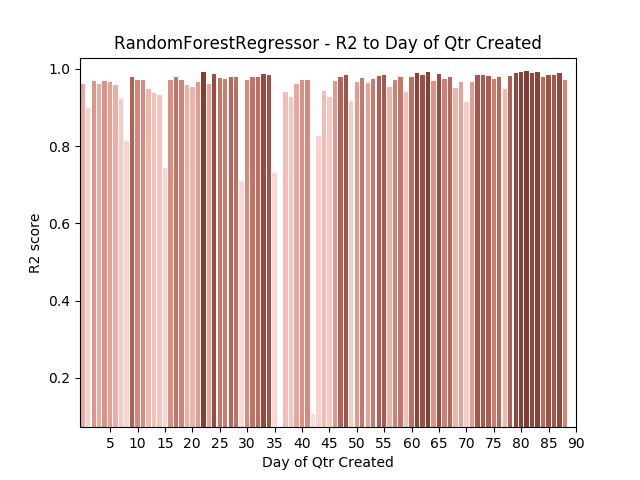 RandomForestRegressor - R2 to Day of Qtr Created
1.0
0.8
0.6
0.4
0.2
R2 score
5 10 15 20 25 30 35 40 45 50 55 60 65 70 75 80 85 90
Day of Qtr Created